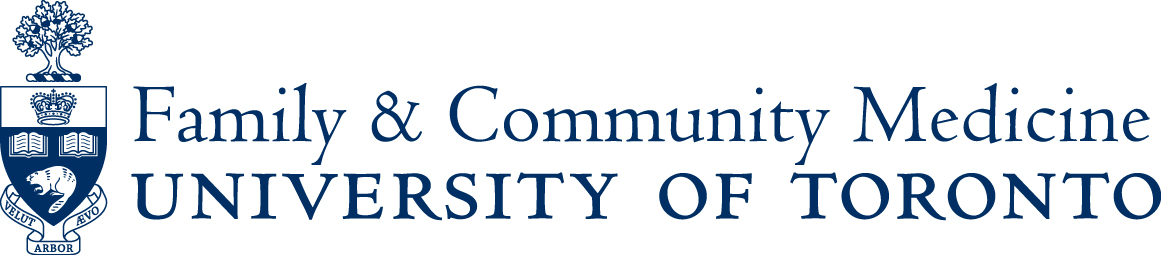 Family & Community Medicine
UNIVERSITY OF TORONTO
VELUT ARBOR ÆVO